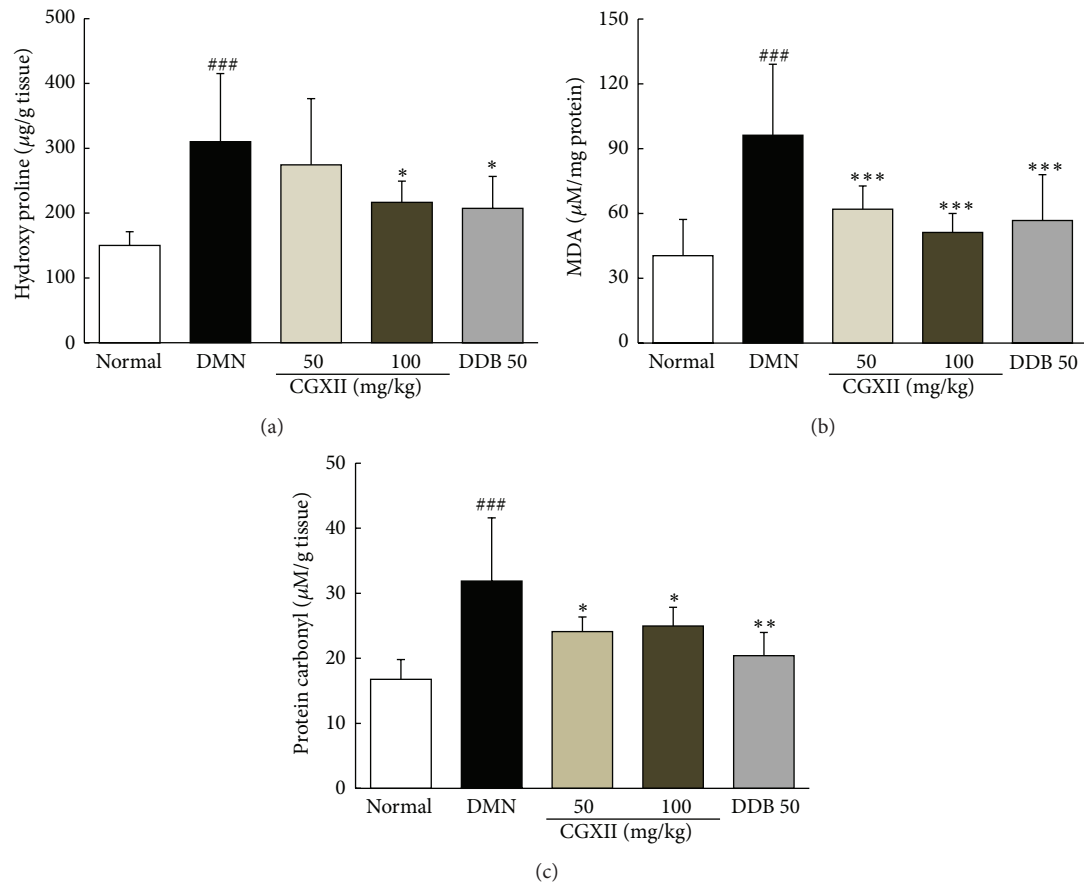 Hydroxy proline (μg/g tissue)
500
400
300
200
100
0
###
*
*
Normal
DMN
50
100
DDB 50
CGXII (mg/kg)
(a)
MDA (μM/mg protein)
150
120
90
60
30
0
###
***
***
***
Normal
DMN
50
100
DDB 50
CGXII (mg/kg)
(b)
Protein carbonyl (μM/g tissue)
50
40
30
20
10
0
###
*
*
**
Normal
DMN
50
100
DDB 50
CGXII (mg/kg)
(c)